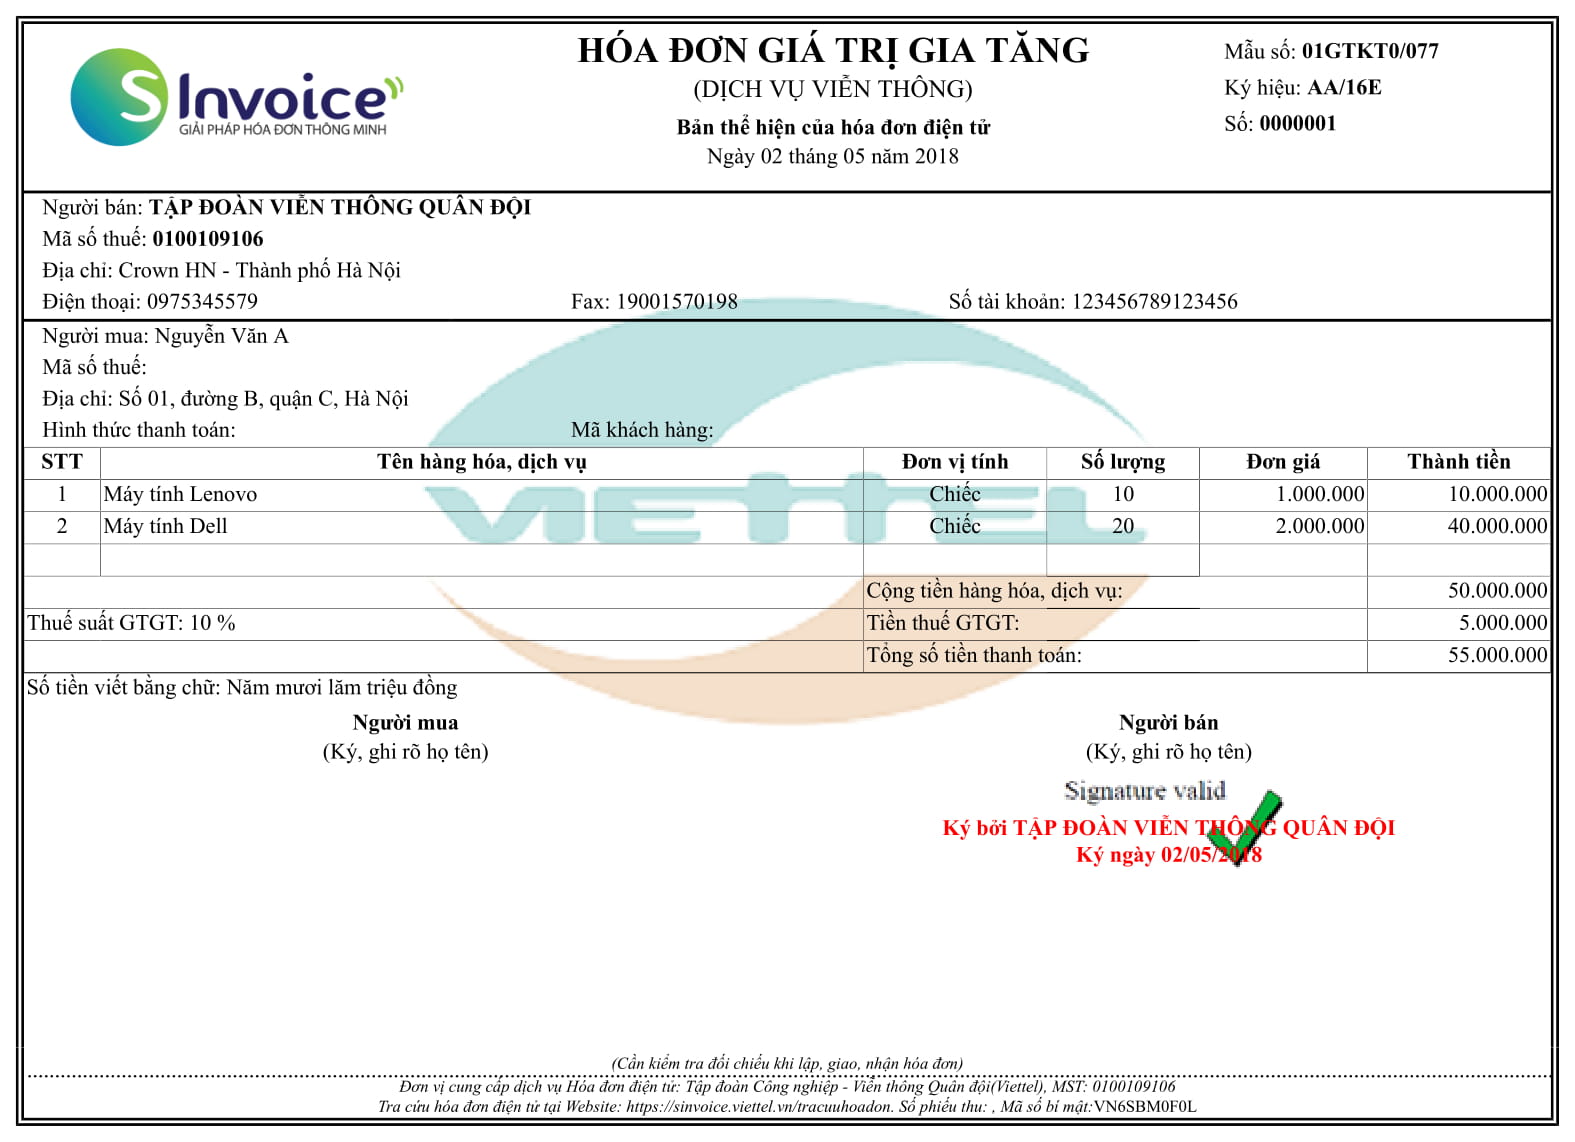 S Invoice
GIẢI PHÁP HÓA ĐƠN THÔNG MINH
HÓA ĐƠN GIÁ TRỊ GIA TĂNG
(DỊCH VỤ VIỄN THÔNG)
Bản thể hiện của hóa đơn điện tử
Ngày 02 tháng 05 năm 2018
Mẫu số: 01GTKT0/077
Ký hiệu: AA/16E
Số: 0000001
Người bán: TẬP ĐOÀN VIỄN THÔNG QUÂN ĐỘI
Mã số thuế: 0100109106
Địa chỉ: Crown HN - Thành phố Hà Nội
Điện thoại: 0975345579 Fax: 19001570198 Số tài khoản: 123456789123456
Người mua: Nguyễn Văn A
Mã số thuế:
Địa chỉ: Số 01, đường B, quận C, Hà Nội
Hình thức thanh toán: Mã khách hàng:
STT Tên hàng hóa, dịch vụ Đơn vị tính Số lượng Đơn giá Thành tiền
1 Máy tính Lenovo Chiếc 10 1.000.000 10.000.000
2 Máy tính Dell Chiếc 20 2.000.000 40.000.000
VIETTEL
Cộng tiền hàng hóa, dịch vụ: 50.000.000
Thuế suất GTGT: 10 % Tiền thuế GTGT: 5.000.000
Tổng số tiền thanh toán: 55.000.000
Số tiền viết bằng chữ: Năm mươi lăm triệu đồng
Người mua Người bán
(Ký, ghi rõ họ tên) (Ký, ghi rõ họ tên)
Signature valid
Ký bởi TẬP ĐOÀN VIỄN THÔNG QUÂN ĐỘI
Ký ngày 02/05/2018
(Cần kiểm tra đối chiếu khi lập, giao, nhận hóa đơn)
Đơn vị cung cấp dịch vụ Hóa đơn điện tử: Tập đoàn Công nghiệp - Viễn thông Quân đội(Viettel), MST: 0100109106
Tra cứu hóa đơn điện tử tại Website: https://sinvoice.viettel.vn/tracuuhoadon. Số phiếu thu: , Mã số bí mật:VN6SBM0F0L